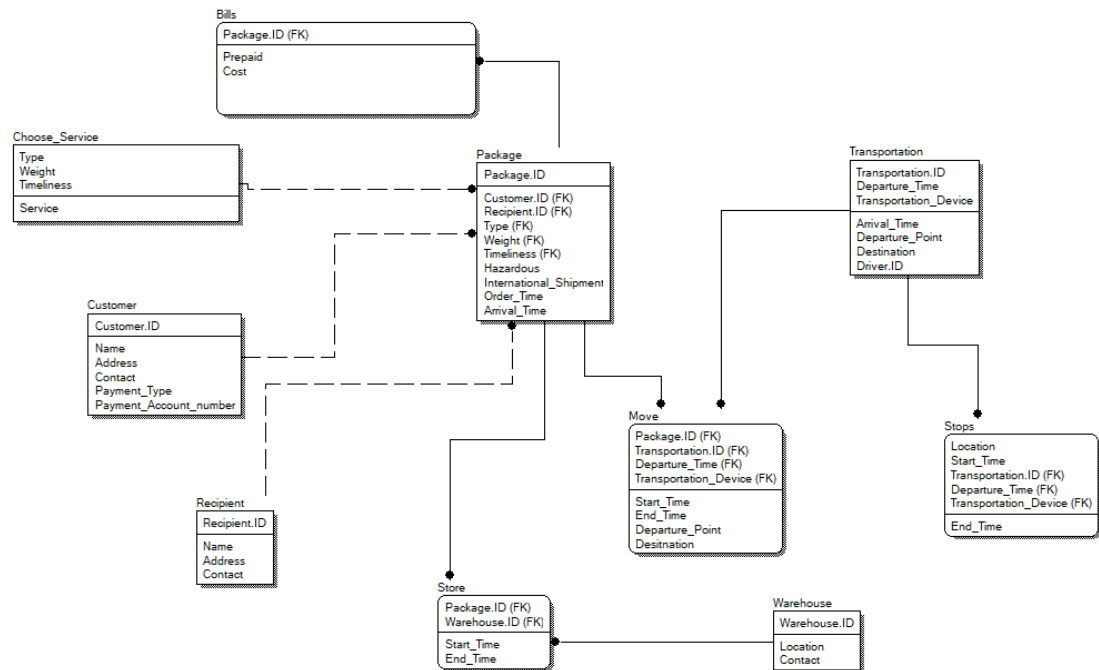 Bills
Package.ID (FK)
Prepaid
Cost
Choose_Service
Type
Weight
Timeliness
Service
Package
Package.ID
Customer.ID (FK)
Recipient.ID (FK)
Type (FK)
Weight (FK)
Timeliness (FK)
Hazardous
International_Shipment
Order_Time
Arrival_Time
Transportation
Transportation.ID
Departure_Time
Transportation_Device
Arrival_Time
Departure_Point
Destination
Driver.ID
Customer
Customer.ID
Name
Address
Contact
Payment_Type
Payment_Account_number
Move
Package.ID (FK)
Transportation.ID (FK)
Departure_Time (FK)
Transportation_Device (FK)
Start_Time
End_Time
Departure_Point
Desitnation
Stops
Location
Start_Time
Transportation.ID (FK)
Departure_Time (FK)
Transportation_Device (FK)
End_Time
Recipient
Recipient.ID
Name
Address
Contact
Store
Package.ID (FK)
Warehouse.ID (FK)
Start_Time
End_Time
Warehouse
Warehouse.ID
Location
Contact